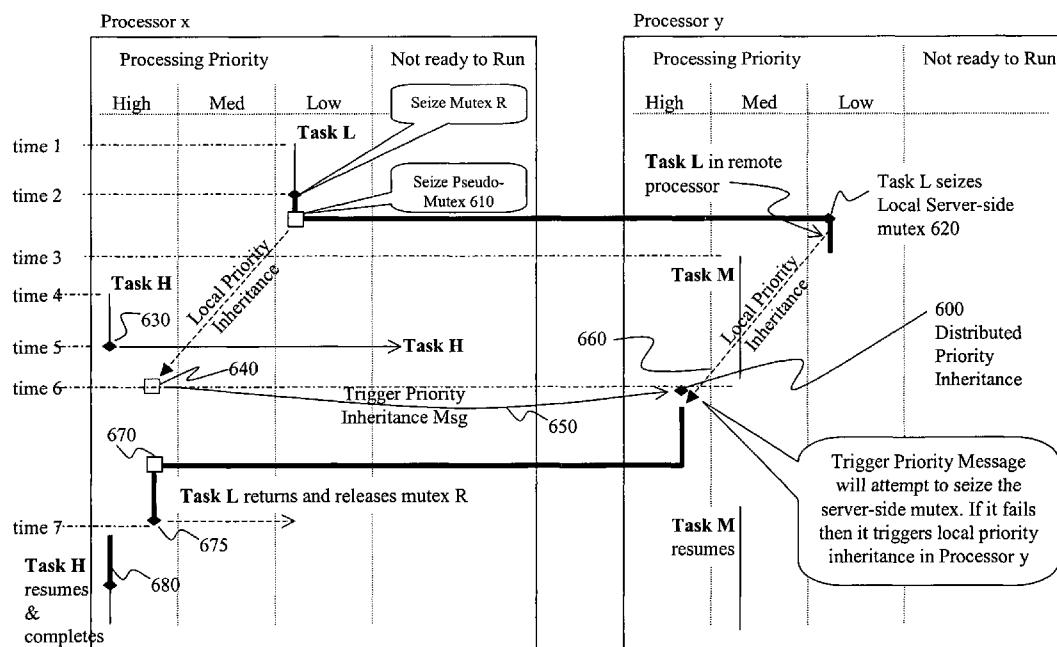 Processor x
Processor y
Processing Priority
Not ready to Run
Processing Priority
Not ready to Run
High
Med
Low
Seize Mutex R
High
Med
Low
time 1
Task L
time 2
Seize Pseudo-
Mutex 610
Task L in remote
processor
Task L seizes
Local Server-side
mutex 620
time 3
Task H
Local Priority
Inheritance
Task M
Local Priority
Inheritance
time 4
630
time 5
Task H
660
600
Distributed
Priority
Inheritance
640
time 6
Trigger Priority
Inheritance Msg
650
670
Task L returns and releases mutex R
Trigger Priority Message
will attempt to seize the
server-side mutex. If it fails
then it triggers local priority
inheritance in Processor y
time 7
675
Task M
resumes
Task H
resumes
&
completes
680